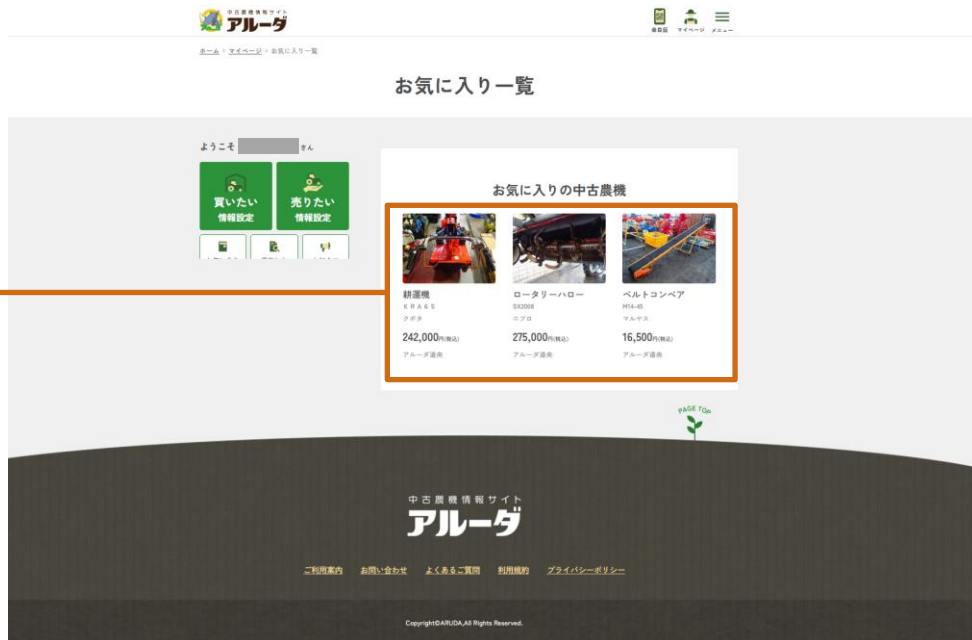 中古農機情報サイト
アルーダ
会員証 マイページ メニュー
ホーム > マイページ > お気に入り一覧
お気に入り一覧
ようこそ さん
買いたい
情報設定
売りたい
情報設定
お気に入りの中古農機
耕運機
KRA65
クボタ
242,000円(税込)
アルーダ道央
ロータリーハロー
SX2008
ニプロ
275,000円(税込)
アルーダ道央
ベルトコンベア
M14-45
マルヤス
16,500円(税込)
アルーダ道央
PAGE TOP
中古農機情報サイト
アルーダ
ご利用案内 お問い合わせ よくあるご質問 利用規約 プライバシーポリシー
Copyright©ARUDA,All Rights Reserved.